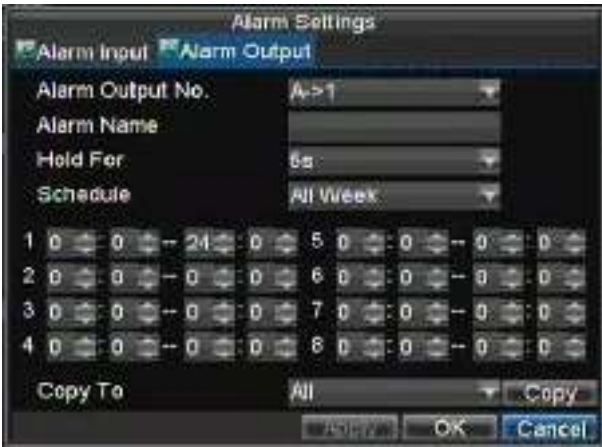 Alarm Settings
Alarm Input Alarm Output
Alarm Output No. A->1
Alarm Name
Hold For 5s
Schedule All Week
1 0 : 0 -- 24 : 0 5 0 : 0 -- 0 : 0
2 0 : 0 -- 0 : 0 6 0 : 0 -- 0 : 0
3 0 : 0 -- 0 : 0 7 0 : 0 -- 0 : 0
4 0 : 0 -- 0 : 0 8 0 : 0 -- 0 : 0
Copy To All Copy
OK Cancel